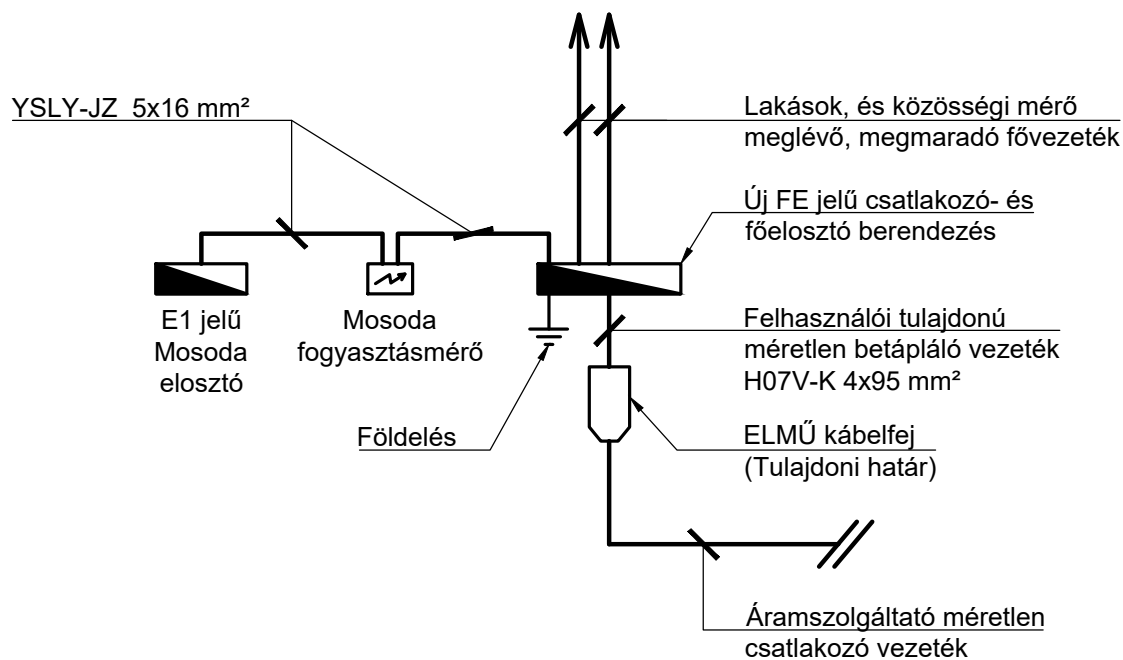 YSLY-JZ 5x16 mm²
Lakások, és közösségi mérő
meglévő, megmaradó fővezeték
Új FE jelű csatlakozó- és
főelosztó berendezés
E1 jelű
Mosoda
elosztó
Mosoda
fogyasztásmérő
Felhasználói tulajdonú
méretlen betápláló vezeték
H07V-K 4x95 mm²
Földelés
ELMŰ kábelfej
(Tulajdoni határ)
Áramszolgáltató méretlen
csatlakozó vezeték